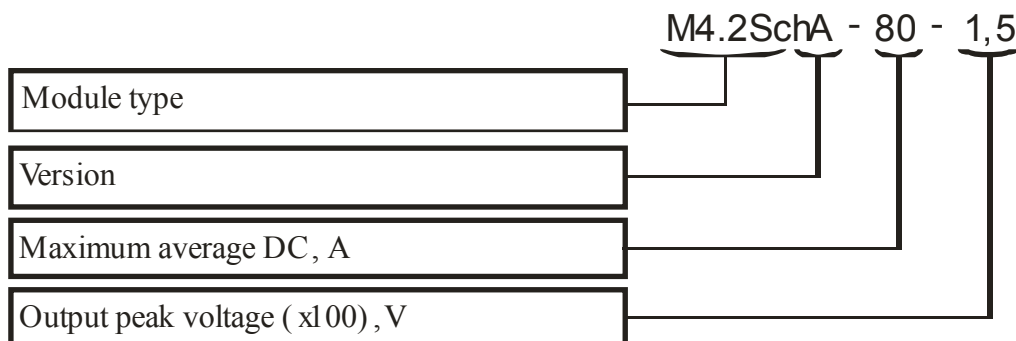 M4.2SchA - 80 - 1,5
Module type
Version
Maximum average DC, A
Output peak voltage (x100), V